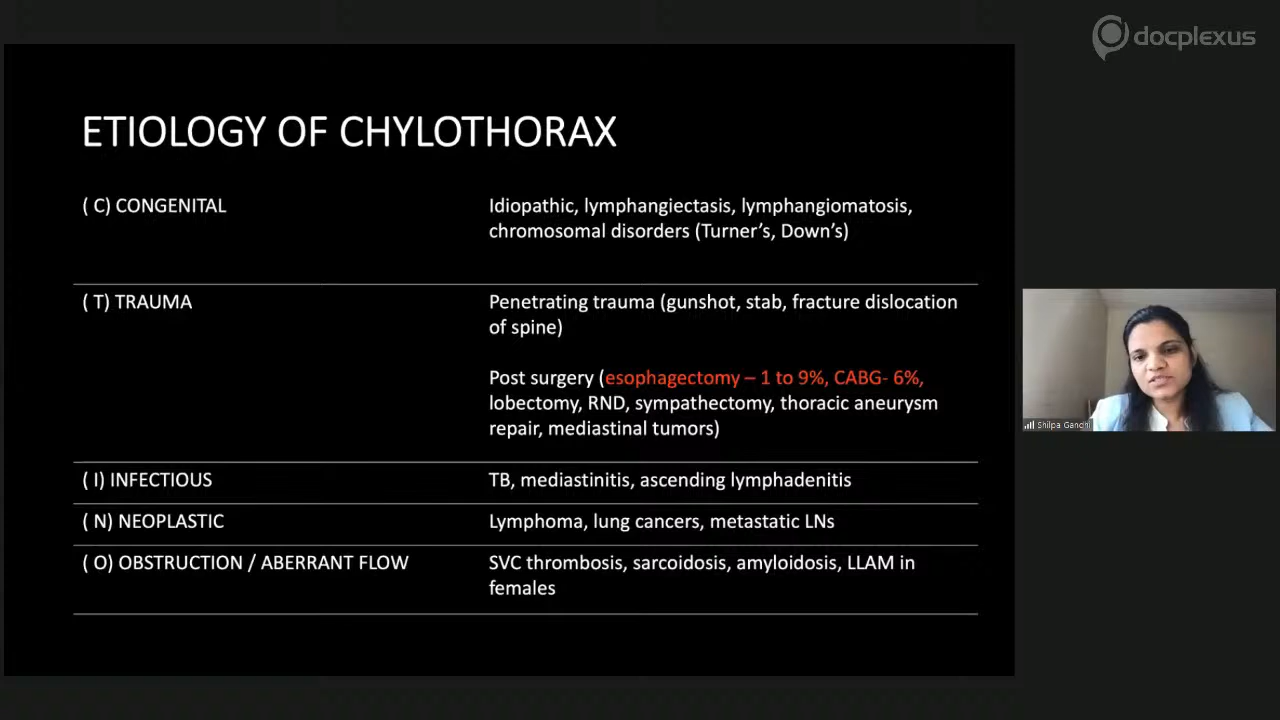 docplexus
ETIOLOGY OF CHYLOTHORAX
( C) CONGENITAL
Idiopathic, lymphangiectasis, lymphangiomatosis,
chromosomal disorders (Turner’s, Down’s)
( T) TRAUMA
Penetrating trauma (gunshot, stab, fracture dislocation
of spine)
Post surgery (esophagectomy – 1 to 9%, CABG- 6%,
lobectomy, RND, sympathectomy, thoracic aneurysm
repair, mediastinal tumors)
( I) INFECTIOUS
TB, mediastinitis, ascending lymphadenitis
( N) NEOPLASTIC
Lymphoma, lung cancers, metastatic LNs
( O) OBSTRUCTION / ABERRANT FLOW
SVC thrombosis, sarcoidosis, amyloidosis, LLAM in
females
Shilpa Gandhi